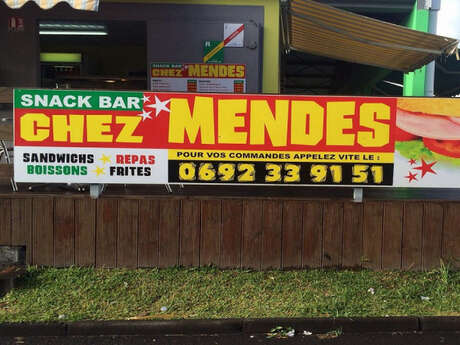 SNACK BAR
CHEZ MENDES
SNACK BAR
CHEZ MENDES
SANDWICHS ★ REPAS
BOISSONS ★ FRITES
POUR VOS COMMANDES APPELEZ VITE LE :
0692 33 91 51